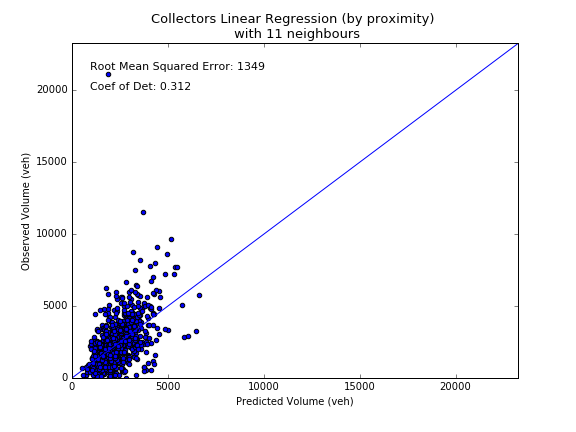 Collectors Linear Regression (by proximity)
with 11 neighbours
Root Mean Squared Error: 1349
Coef of Det: 0.312
Observed Volume (veh)
20000
15000
10000
5000
0
0 5000 10000 15000 20000
Predicted Volume (veh)